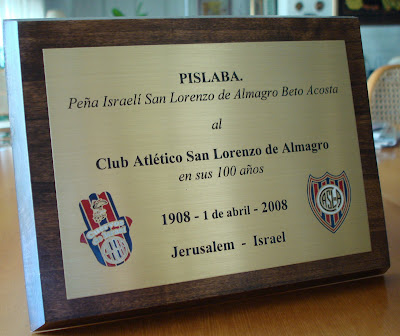 PISLABA.
Peña Israelí San Lorenzo de Almagro Beto Acosta
al
Club Atlético San Lorenzo de Almagro
en sus 100 años
1908 - 1 de abril - 2008
Jerusalem - Israel